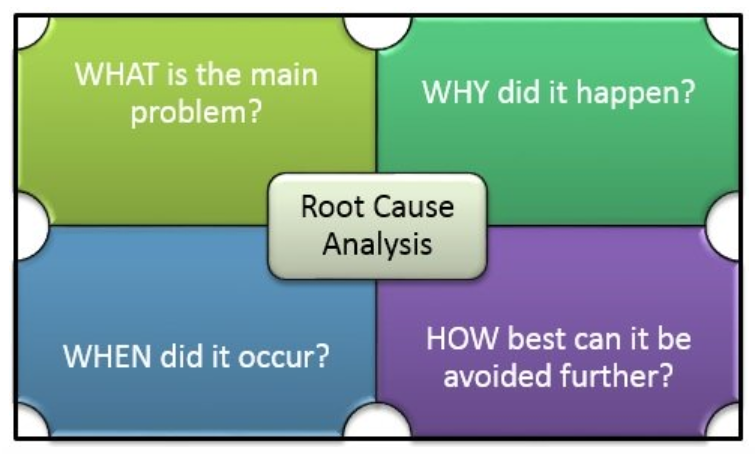 WHAT is the main
problem?
WHY did it happen?
Root Cause
Analysis
WHEN did it occur?
HOW best can it be
avoided further?